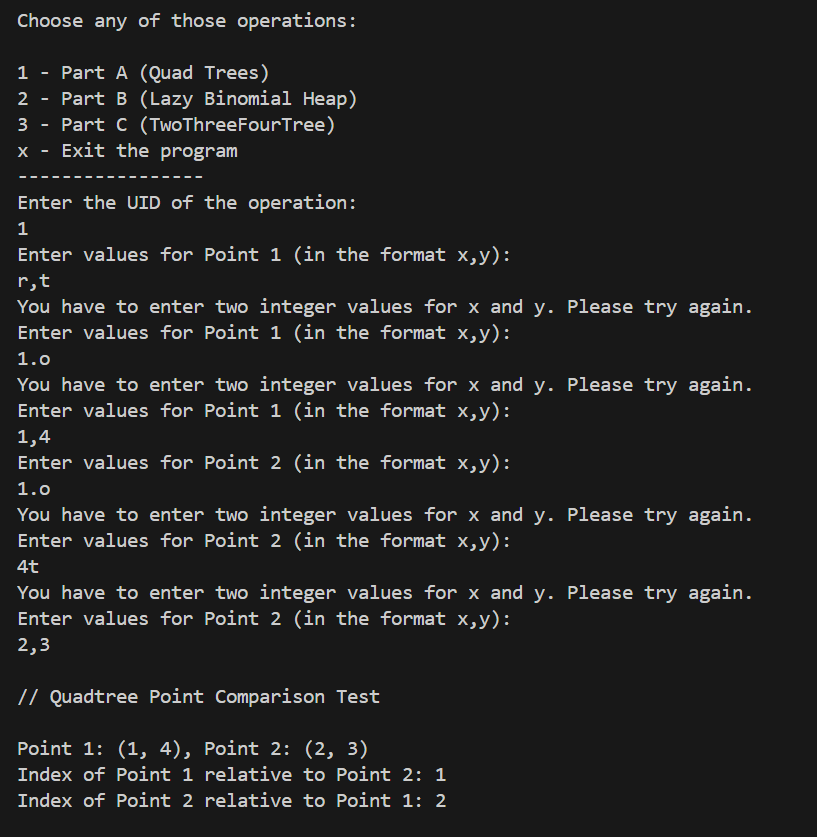 Choose any of those operations:
1 - Part A (Quad Trees)
2 - Part B (Lazy Binomial Heap)
3 - Part C (TwoThreeFourTree)
x - Exit the program
-----------------
Enter the UID of the operation:
1
Enter values for Point 1 (in the format x,y):
r,t
You have to enter two integer values for x and y. Please try again.
Enter values for Point 1 (in the format x,y):
1.o
You have to enter two integer values for x and y. Please try again.
Enter values for Point 1 (in the format x,y):
1,4
Enter values for Point 2 (in the format x,y):
1.o
You have to enter two integer values for x and y. Please try again.
Enter values for Point 2 (in the format x,y):
4t
You have to enter two integer values for x and y. Please try again.
Enter values for Point 2 (in the format x,y):
2,3
// Quadtree Point Comparison Test
Point 1: (1, 4), Point 2: (2, 3)
Index of Point 1 relative to Point 2: 1
Index of Point 2 relative to Point 1: 2